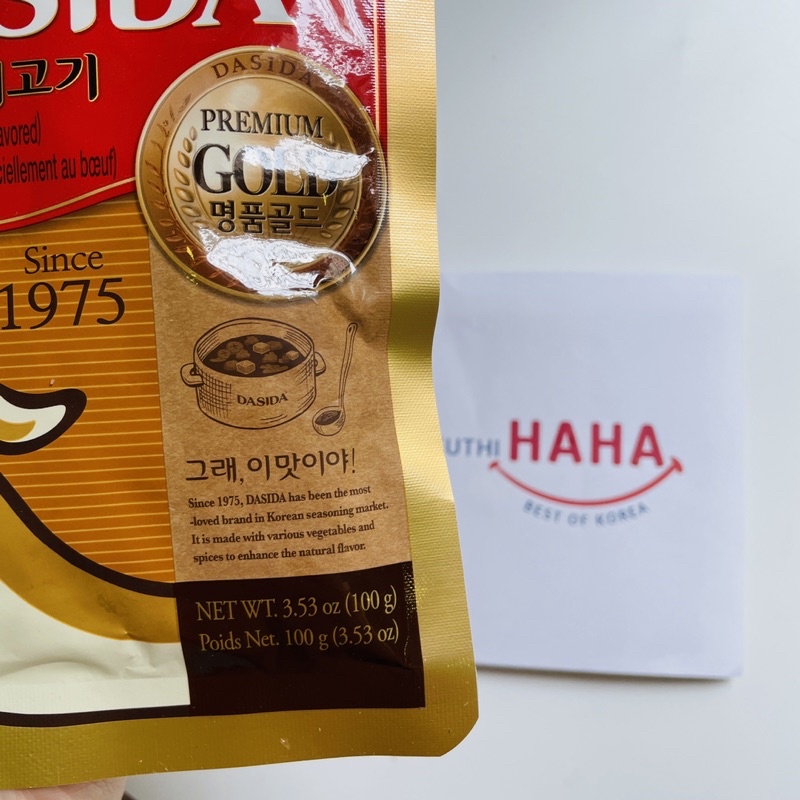 DASIDA
고기
DASIDA
PREMIUM
GOLD
명품골드
Since
1975
DASIDA
그래, 이 맛이야!
Since 1975, DASIDA has been the most
-loved brand in Korean seasoning market.
It is made with various vegetables and
spices to enhance the natural flavor.
NET WT. 3.53 oz (100 g)
Poids Net. 100 g (3.53 oz)
au bœuf)
HAHA
BEST OF KOREA